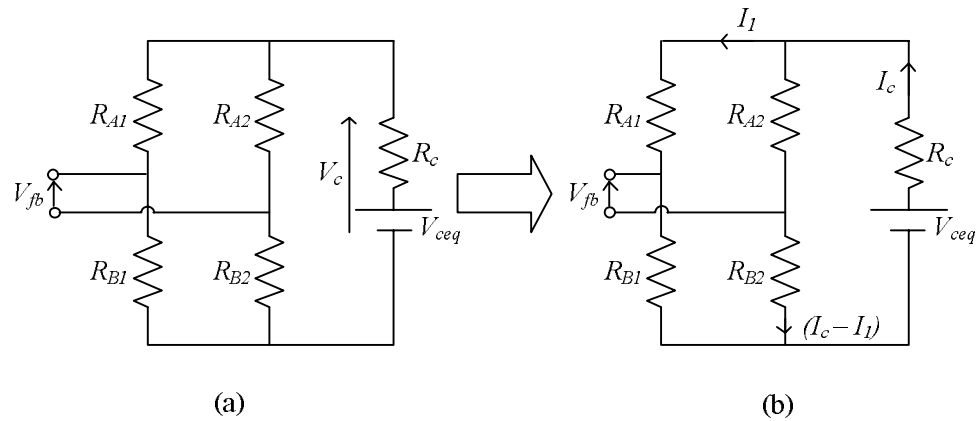 I1
RA1
RA2
Vfb
Vc
Rc
Vceq
RB1
RB2
(a)
Ic
RA1
RA2
Vfb
Rc
Vceq
RB1
RB2
(Ic – I1)
(b)